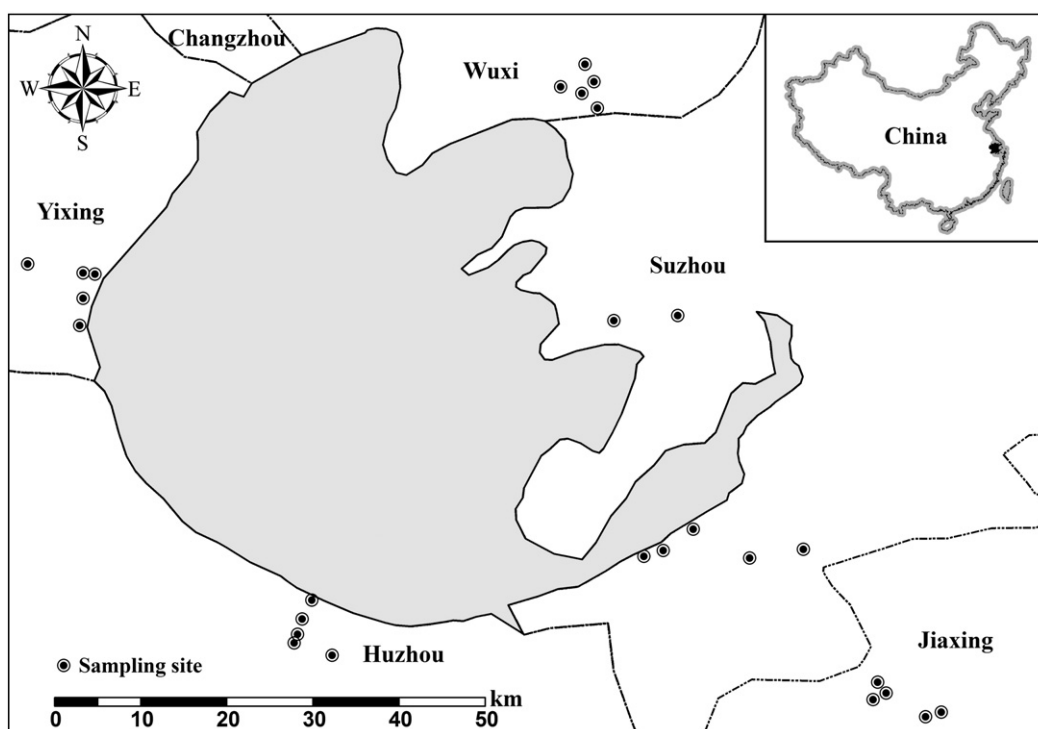 Changzhou
N
W E
S
Wuxi
China
Yixing
Suzhou
Jiaxing
Huzhou
Sampling site
km
0 10 20 30 40 50